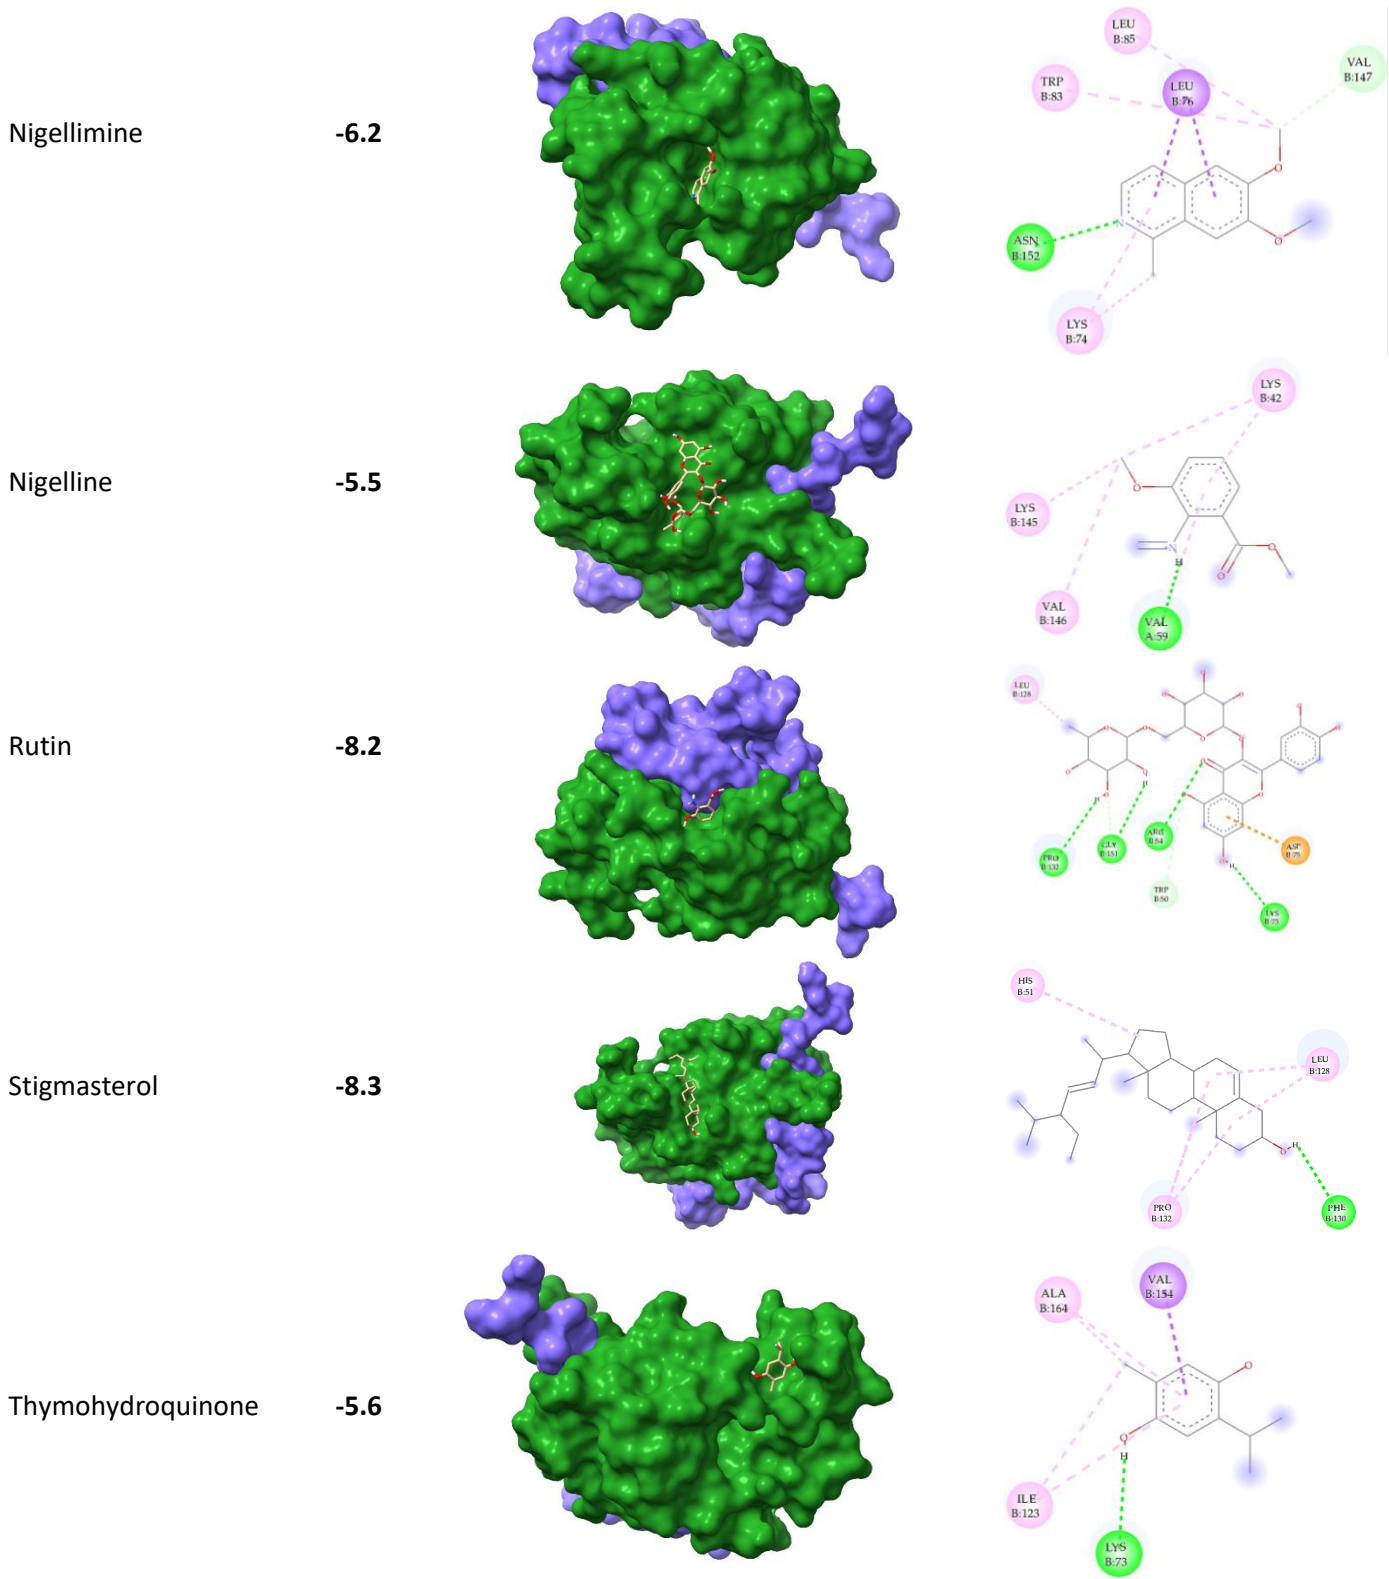 Nigellimine
-6.2
LEU
B:85
TRP
B:83
LEU
B:76
VAL
B:147
O
N
O
ASN
B:152
LYS
B:74
Nigelline
-5.5
LYS
B:42
LYS
B:145
O
N
H
O
O
VAL
B:146
VAL
A:59
Rutin
-8.2
LEU
B:128
H
H
PRO
B:132
GLY
B:151
TRP
B:50
ASP
B:75
H
LYS
B:73
Stigmasterol
-8.3
HIS
B:51
LEU
B:128
O
H
PRO
B:132
PHE
B:130
Thymohydroquinone
-5.6
ALA
B:164
VAL
B:154
O
O
H
ILE
B:123
LYS
B:73